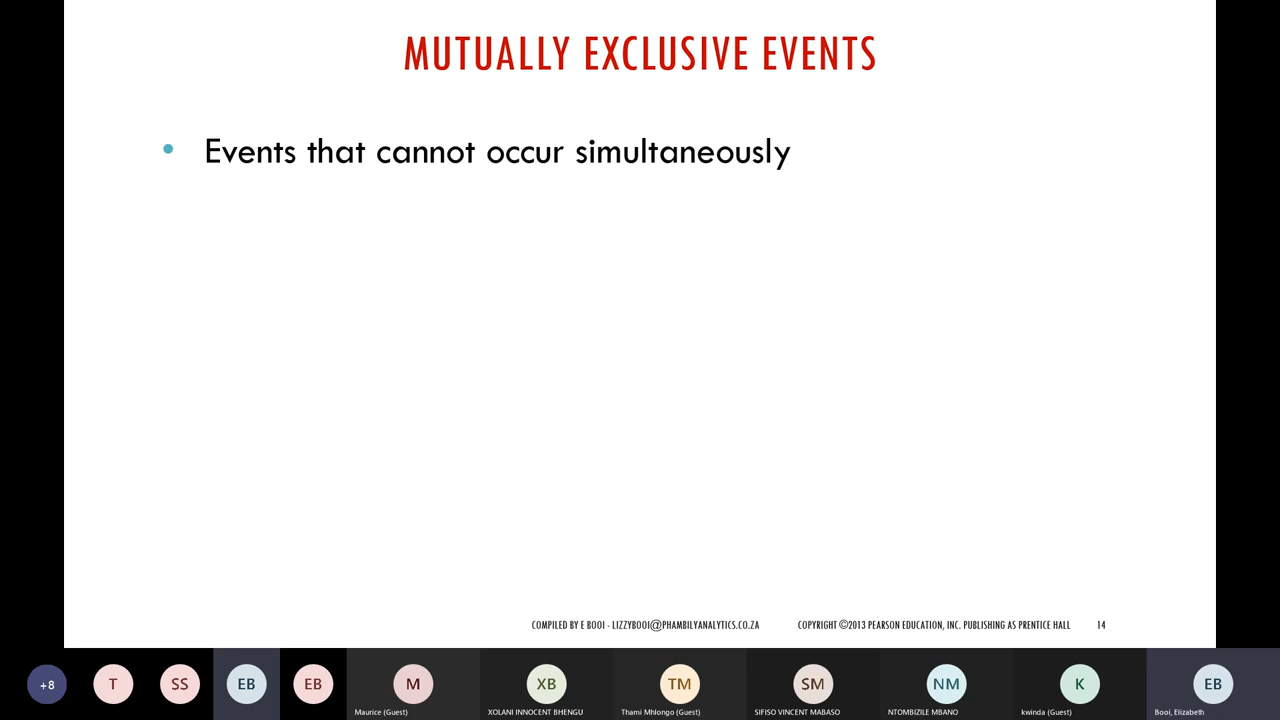 MUTUALLY EXCLUSIVE EVENTS
• Events that cannot occur simultaneously
COMPILED BY E BOOI - LIZZYBOOI@PHAMBILYANALYTICS.CO.ZA COPYRIGHT ©2013 PEARSON EDUCATION, INC. PUBLISHING AS PRENTICE HALL 14
+8 T SS EB EB M XB TM SM NM K EB
Maurice (Guest) XOLANI INNOCENT BHENGU Thami Mhlongo (Guest) SIFISO VINCENT MABASO NTOMBIZILE MBANO kwinda (Guest) Booi, Elizabeth